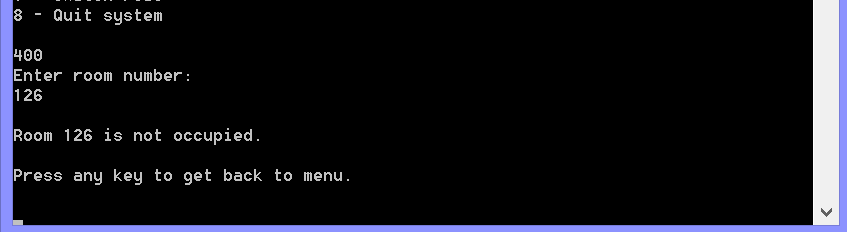 8 - Quit system
400
Enter room number:
126
Room 126 is not occupied.
Press any key to get back to menu.